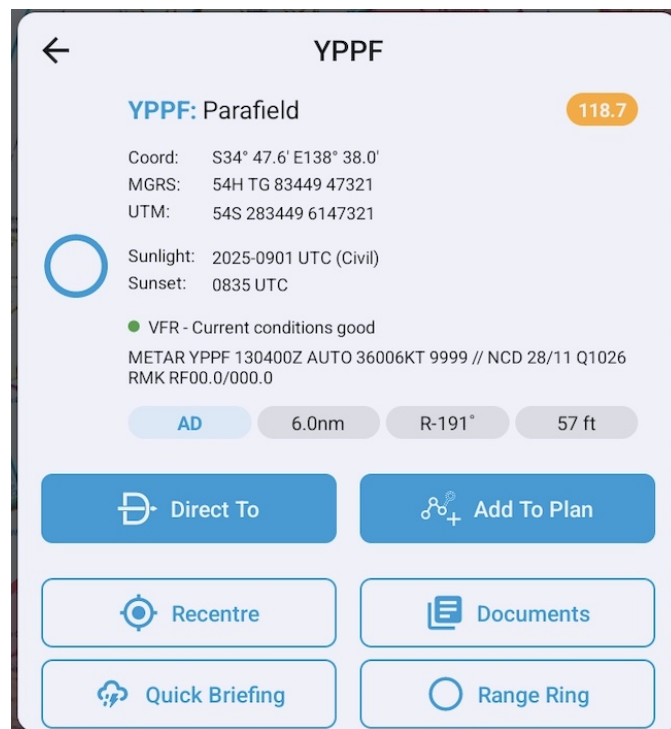 YPPF
YPPF: Parafield
118.7
Coord: S34° 47.6' E138° 38.0'
MGRS: 54H TG 83449 47321
UTM: 54S 283449 6147321
Sunlight: 2025-0901 UTC (Civil)
Sunset: 0835 UTC
VFR - Current conditions good
METAR YPPF 130400Z AUTO 36006KT 9999 // NCD 28/11 Q1026
RMK RF00.0/000.0
AD 6.0nm R-191° 57 ft
Direct To Add To Plan
Recentre Documents
Quick Briefing Range Ring